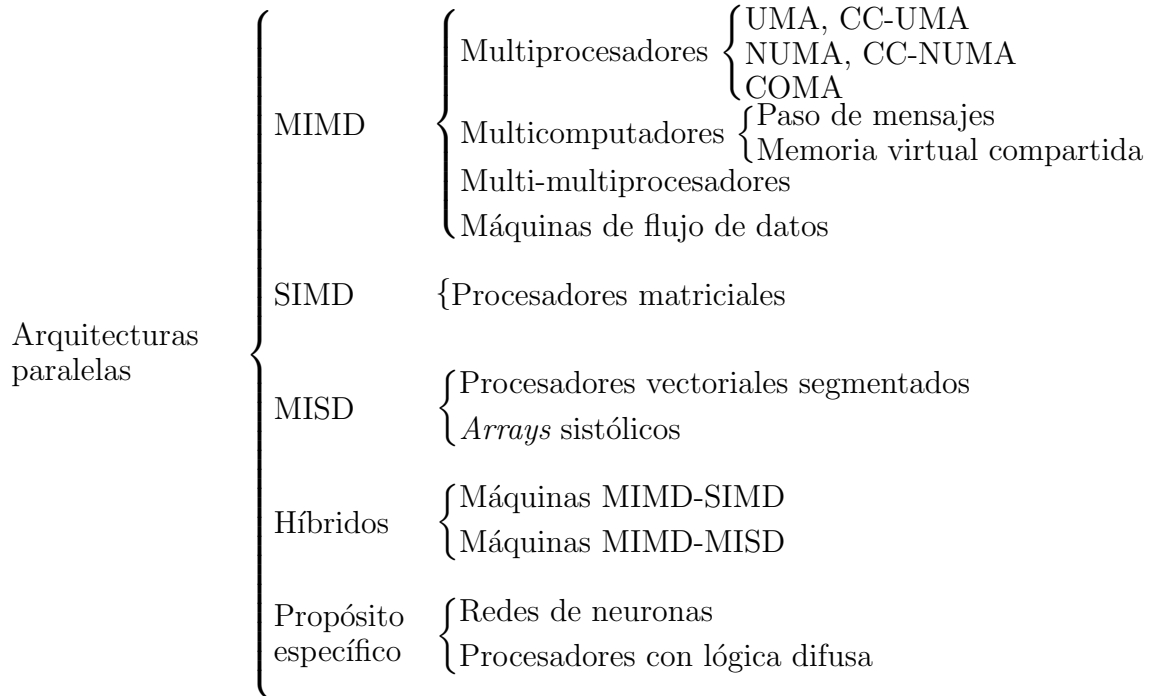 Arquitecturas
paralelas
MIMD
Multiprocesadores
UMA, CC-UMA
NUMA, CC-NUMA
COMA
Multicomputadores
Paso de mensajes
Memoria virtual compartida
Multi-multiprocesadores
Máquinas de flujo de datos
SIMD
Procesadores matriciales
MISD
Procesadores vectoriales segmentados
Arrays sistólicos
Híbridos
Máquinas MIMD-SIMD
Máquinas MIMD-MISD
Propósito
específico
Redes de neuronas
Procesadores con lógica difusa